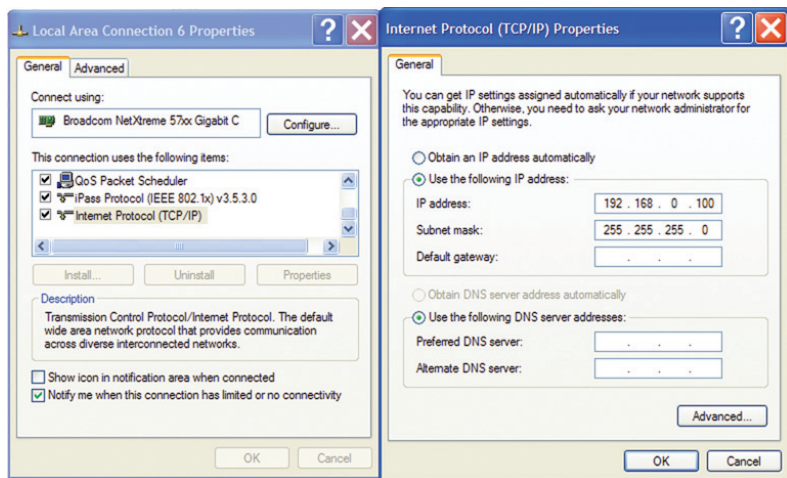 Local Area Connection 6 Properties
General
Advanced
Connect using:
Broadcom NetXtreme 57xx Gigabit C
Configure...
This connection uses the following items:
QoS Packet Scheduler
iPass Protocol (IEEE 802.1x) v3.5.3.0
Internet Protocol (TCP/IP)
Install...
Uninstall
Properties
Description
Transmission Control Protocol/Internet Protocol. The default
wide area network protocol that provides communication
across diverse interconnected networks.
Show icon in notification area when connected
Notify me when this connection has limited or no connectivity
OK
Cancel
Internet Protocol (TCP/IP) Properties
General
You can get IP settings assigned automatically if your network supports
this capability. Otherwise, you need to ask your network administrator for
the appropriate IP settings.
Obtain an IP address automatically
Use the following IP address:
IP address: 192 . 168 . 0 . 100
Subnet mask: 255 . 255 . 255 . 0
Default gateway: . . .
Obtain DNS server address automatically
Use the following DNS server addresses:
Preferred DNS server: . . .
Alternate DNS server: . . .
Advanced...
OK
Cancel